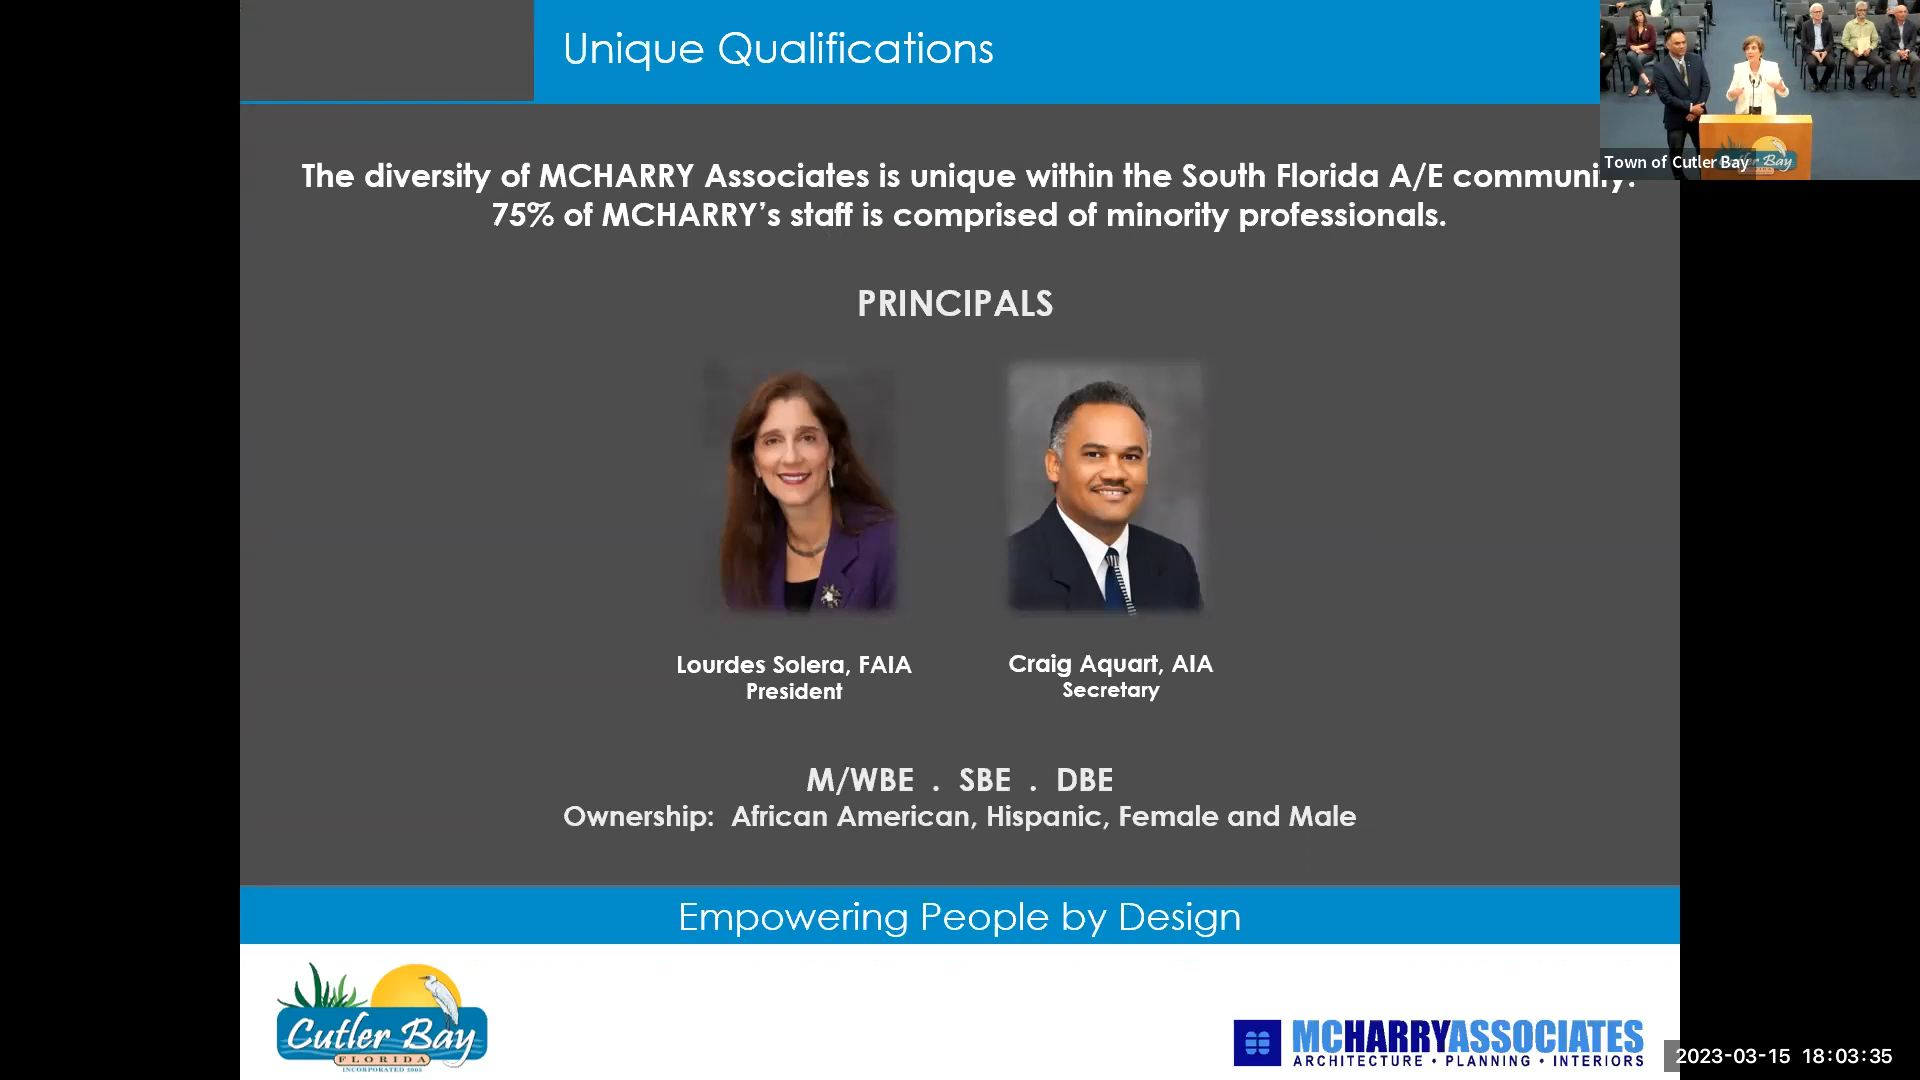 Unique Qualifications
Town of Cutler Bay
The diversity of MCHARRY Associates is unique within the South Florida A/E community.
75% of MCHARRY’s staff is comprised of minority professionals.
PRINCIPALS
Lourdes Solera, FAIA
President
Craig Aquart, AIA
Secretary
M/WBE . SBE . DBE
Ownership: African American, Hispanic, Female and Male
Empowering People by Design
Cutler Bay
FLORIDA
INCORPORATED 2005
MCHARRYASSOCIATES
ARCHITECTURE • PLANNING • INTERIORS
2023-03-15 18:03:35